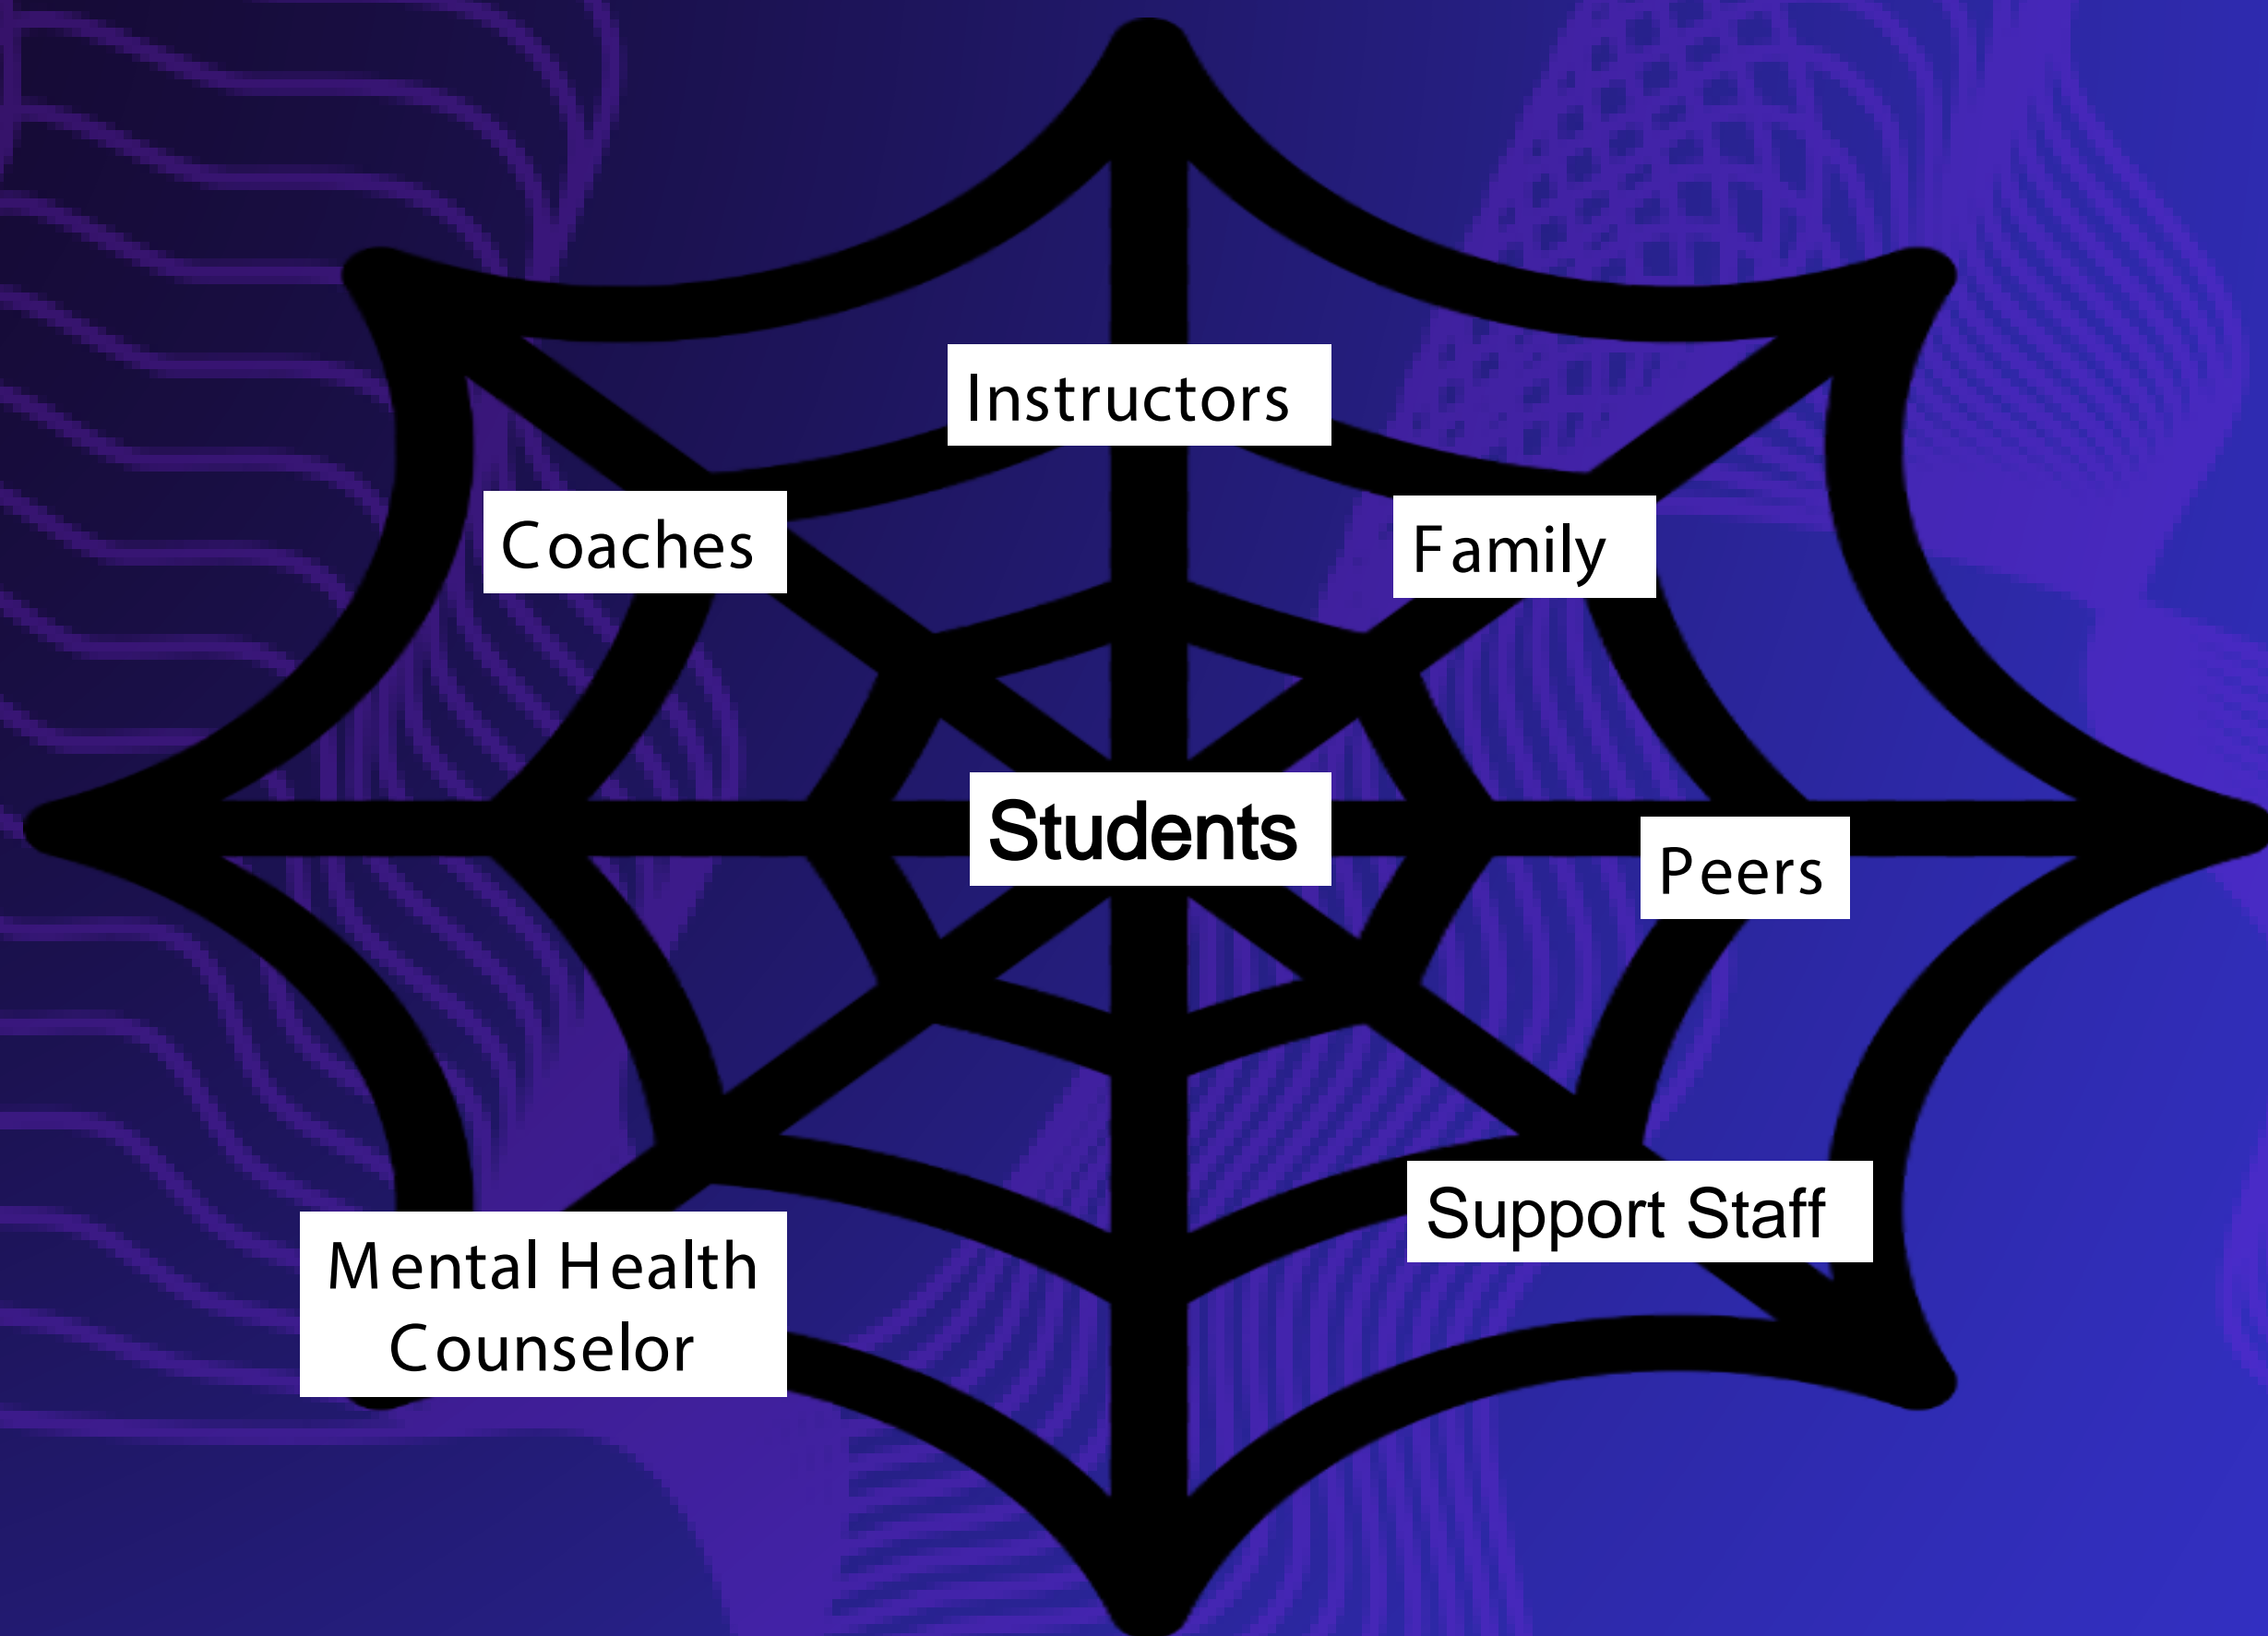 Instructors
Coaches
Family
Students
Peers
Support Staff
Mental Health
Counselor